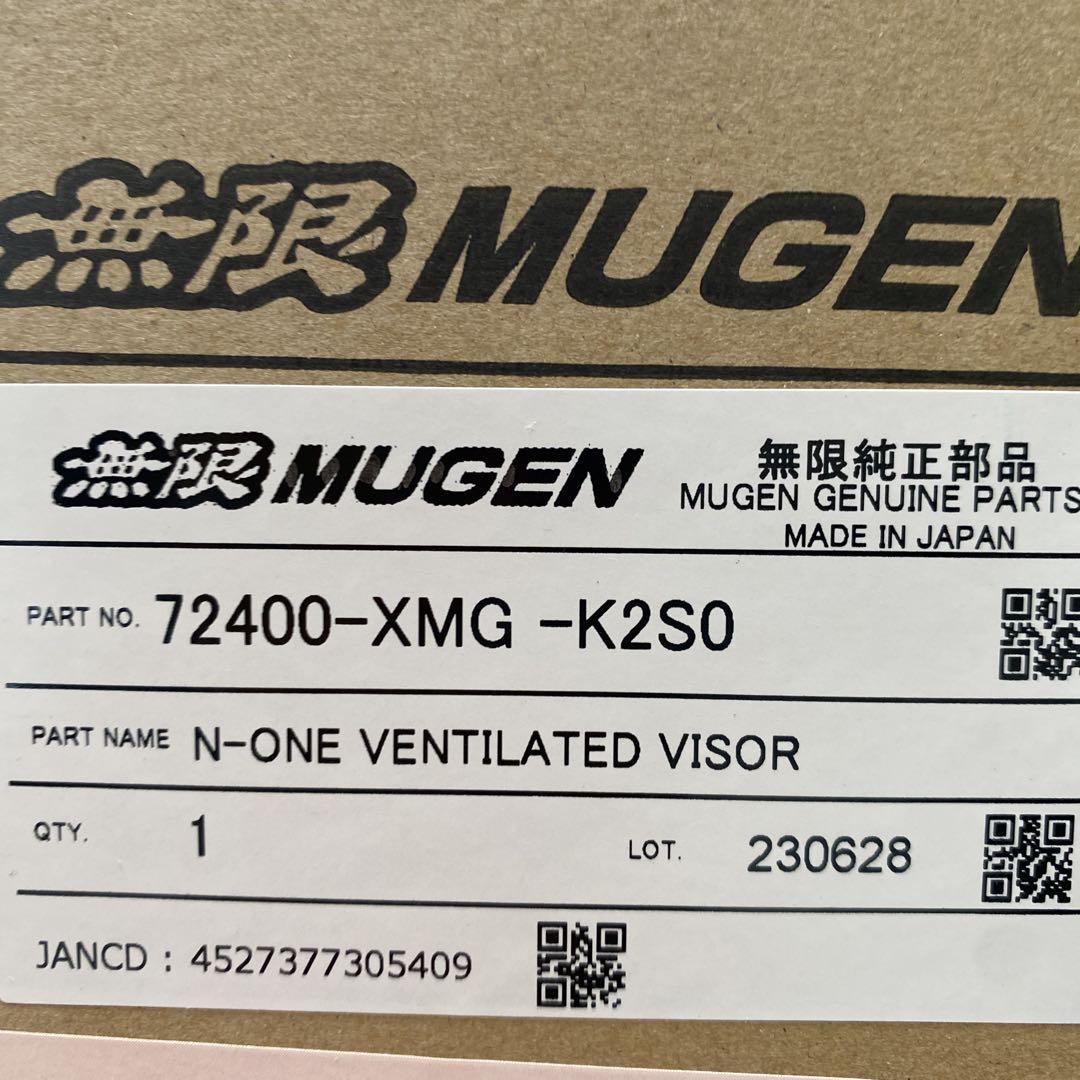 無限 MUGEN
無限 MUGEN
無限純正部品
MUGEN GENUINE PARTS
MADE IN JAPAN
PART NO. 72400-XMG -K2S0
PART NAME N-ONE VENTILATED VISOR
QTY. 1 LOT. 230628
JANCD : 4527377305409